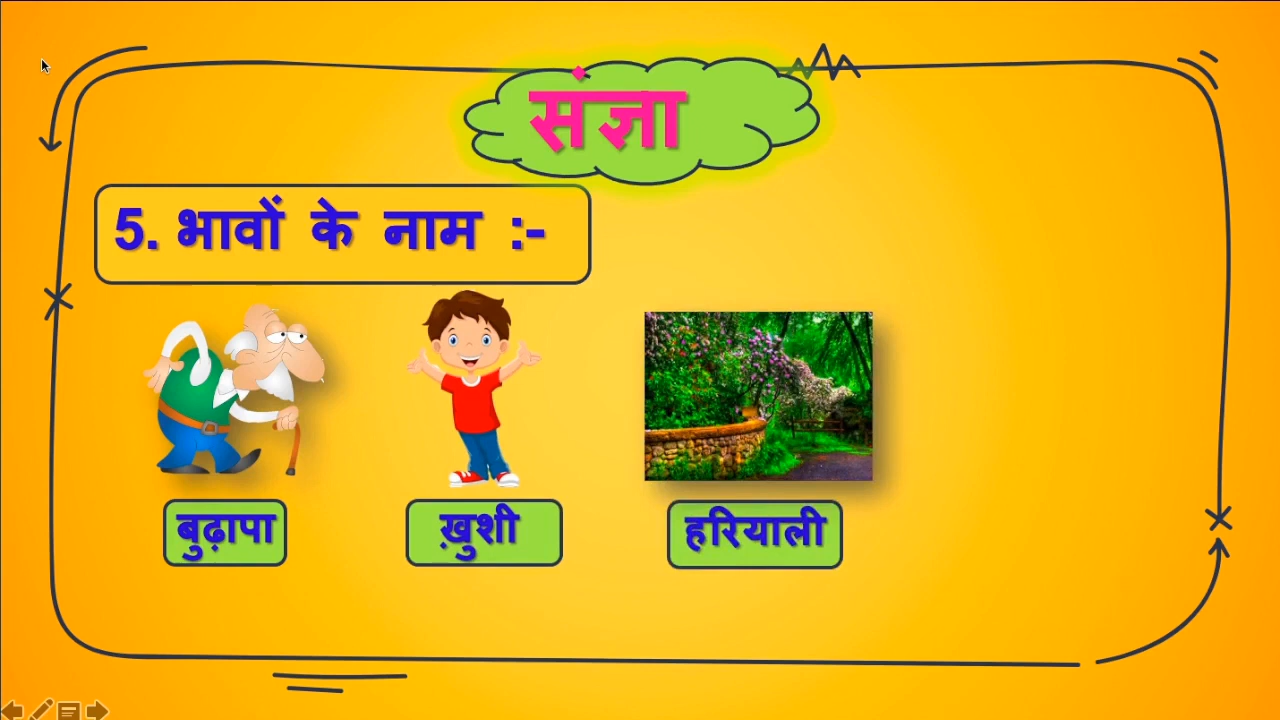 संज्ञा
5. भावों के नाम :-
बुढ़ापा
ख़ुशी
हरियाली